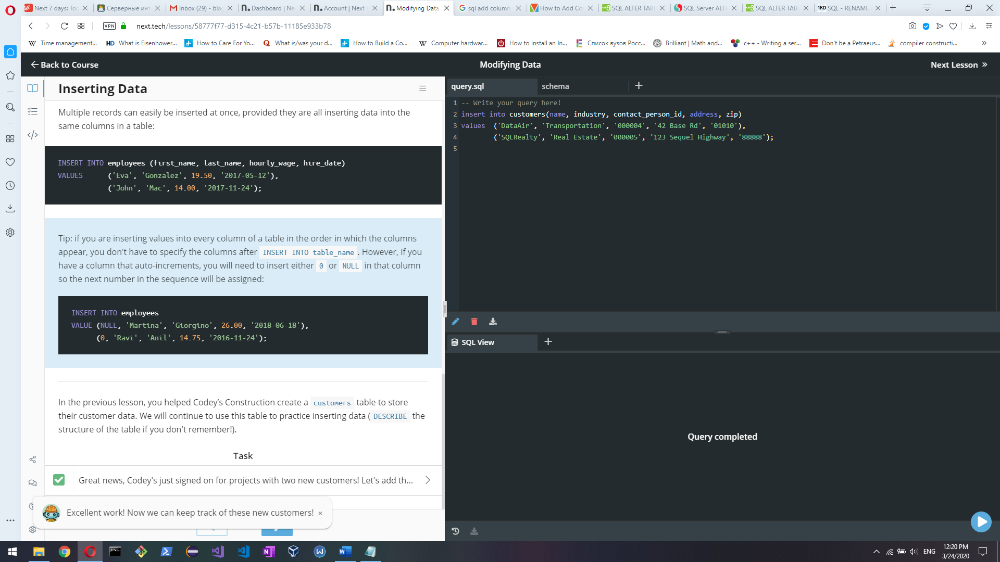 Next 7 days: Toc
Серверные инт
Inbox (29) - blac
Dashboard | Ne
Account | Next T
Modifying Data
sql add column
How to Add Co
SQL ALTER TABL
SQL Server ALTE
SQL ALTER TABL
1KD SQL - RENAME
VPN
next.tech/lessons/58777f77-d315-4c21-b57b-11185e933b78
Time management...
What is Eisenhower...
How to Care For Yo...
What is/was your d...
How to Build a Co...
Computer hardwar...
How to install an In...
Список вузов Росс...
Brilliant | Math and...
c++ - Writing a ser...
Don't be a Petraeus...
compiler constructi...
Back to Course
Modifying Data
Next Lesson »
Inserting Data
Multiple records can easily be inserted at once, provided they are all inserting data into the
same columns in a table:
INSERT INTO employees (first_name, last_name, hourly_wage, hire_date)
VALUES ('Eva', 'Gonzalez', 19.50, '2017-05-12'),
('John', 'Mac', 14.00, '2017-11-24');
Tip: if you are inserting values into every column of a table in the order in which the columns
appear, you don't have to specify the columns after INSERT INTO table_name . However, if you
have a column that auto-increments, you will need to insert either 0 or NULL in that column
so the next number in the sequence will be assigned:
INSERT INTO employees
VALUE (NULL, 'Martina', 'Giorgino', 26.00, '2018-06-18'),
(0, 'Ravi', 'Anil', 14.75, '2016-11-24');
In the previous lesson, you helped Codey's Construction create a customers table to store
their customer data. We will continue to use this table to practice inserting data ( DESCRIBE the
structure of the table if you don't remember!).
Task
Great news, Codey's just signed on for projects with two new customers! Let's add th...
Excellent work! Now we can keep track of these new customers! ×
query.sql
schema
1 -- Write your query here!
2 insert into customers(name, industry, contact_person_id, address, zip)
3 values ('DataAir', 'Transportation', '000004', '42 Base Rd', '01010'),
4 ('SQLRealty', 'Real Estate', '000005', '123 Sequel Highway', '88888');
5
SQL View
Query completed
ENG
12:20 PM
3/24/2020